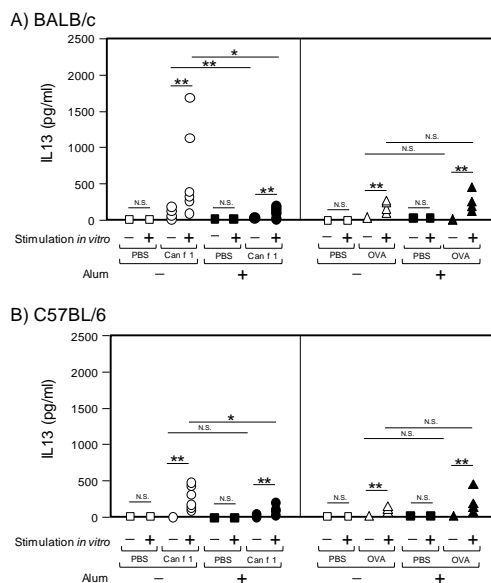 A) BALB/c
2500
2000
1500
1000
500
0
IL13 (pg/ml)
*
**
N.S.
**
N.S.
**
N.S.
**
N.S.
N.S.
N.S.
N.S.
**
Stimulation in vitro − + − + − + − + − + − + − + − +
PBS Can f 1 PBS Can f 1 PBS OVA PBS OVA
Alum − + − +
B) C57BL/6
2500
2000
1500
1000
500
0
IL13 (pg/ml)
*
N.S.
N.S.
**
N.S.
**
N.S.
N.S.
N.S.
**
N.S.
**
Stimulation in vitro − + − + − + − + − + − + − + − +
PBS Can f 1 PBS Can f 1 PBS OVA PBS OVA
Alum − + − +